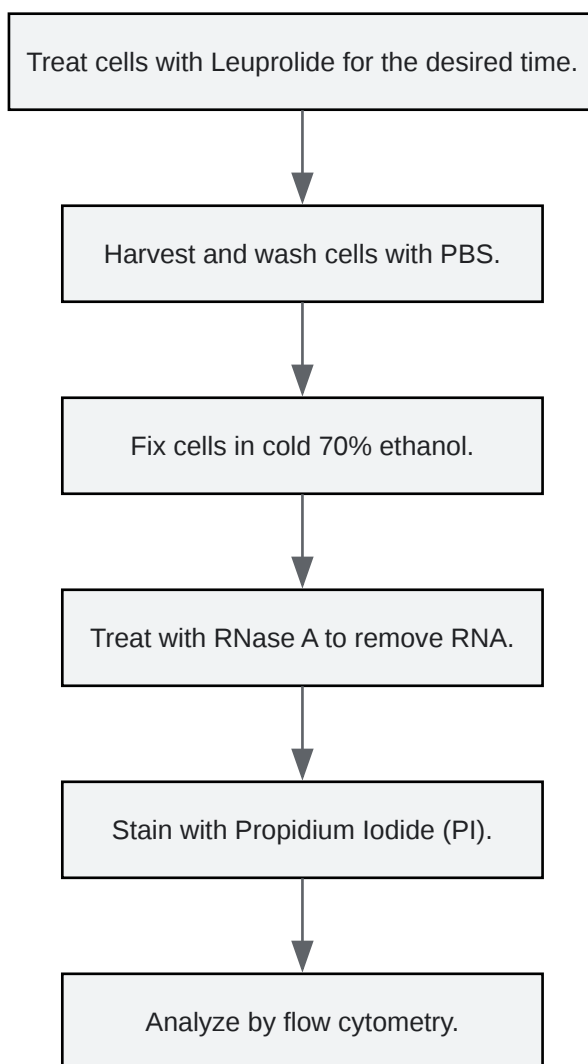 Treat cells with Leuprolide for the desired time.
Harvest and wash cells with PBS.
Fix cells in cold 70% ethanol.
Treat with RNase A to remove RNA.
Stain with Propidium Iodide (PI).
Analyze by flow cytometry.